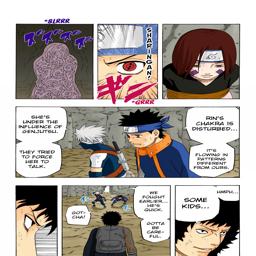 *BLRRR
SHARINGAN!
*GRRR
SHE'S
UNDER THE
INFLUENCE OF
GENJUTSU.
THEY TRIED
TO FORCE
HER TO
TALK.
RIN'S
CHAKRA IS
DISTURBED...
IT'S
FLOWING IN
PATTERNS
DIFFERENT
FROM OURS.
GOT-
CHA!
WE
FOUGHT
EARLIER...
HE'S
QUICK.
GOTTA
BE CARE-
FUL.
HMPH...
SOME
KIDS...